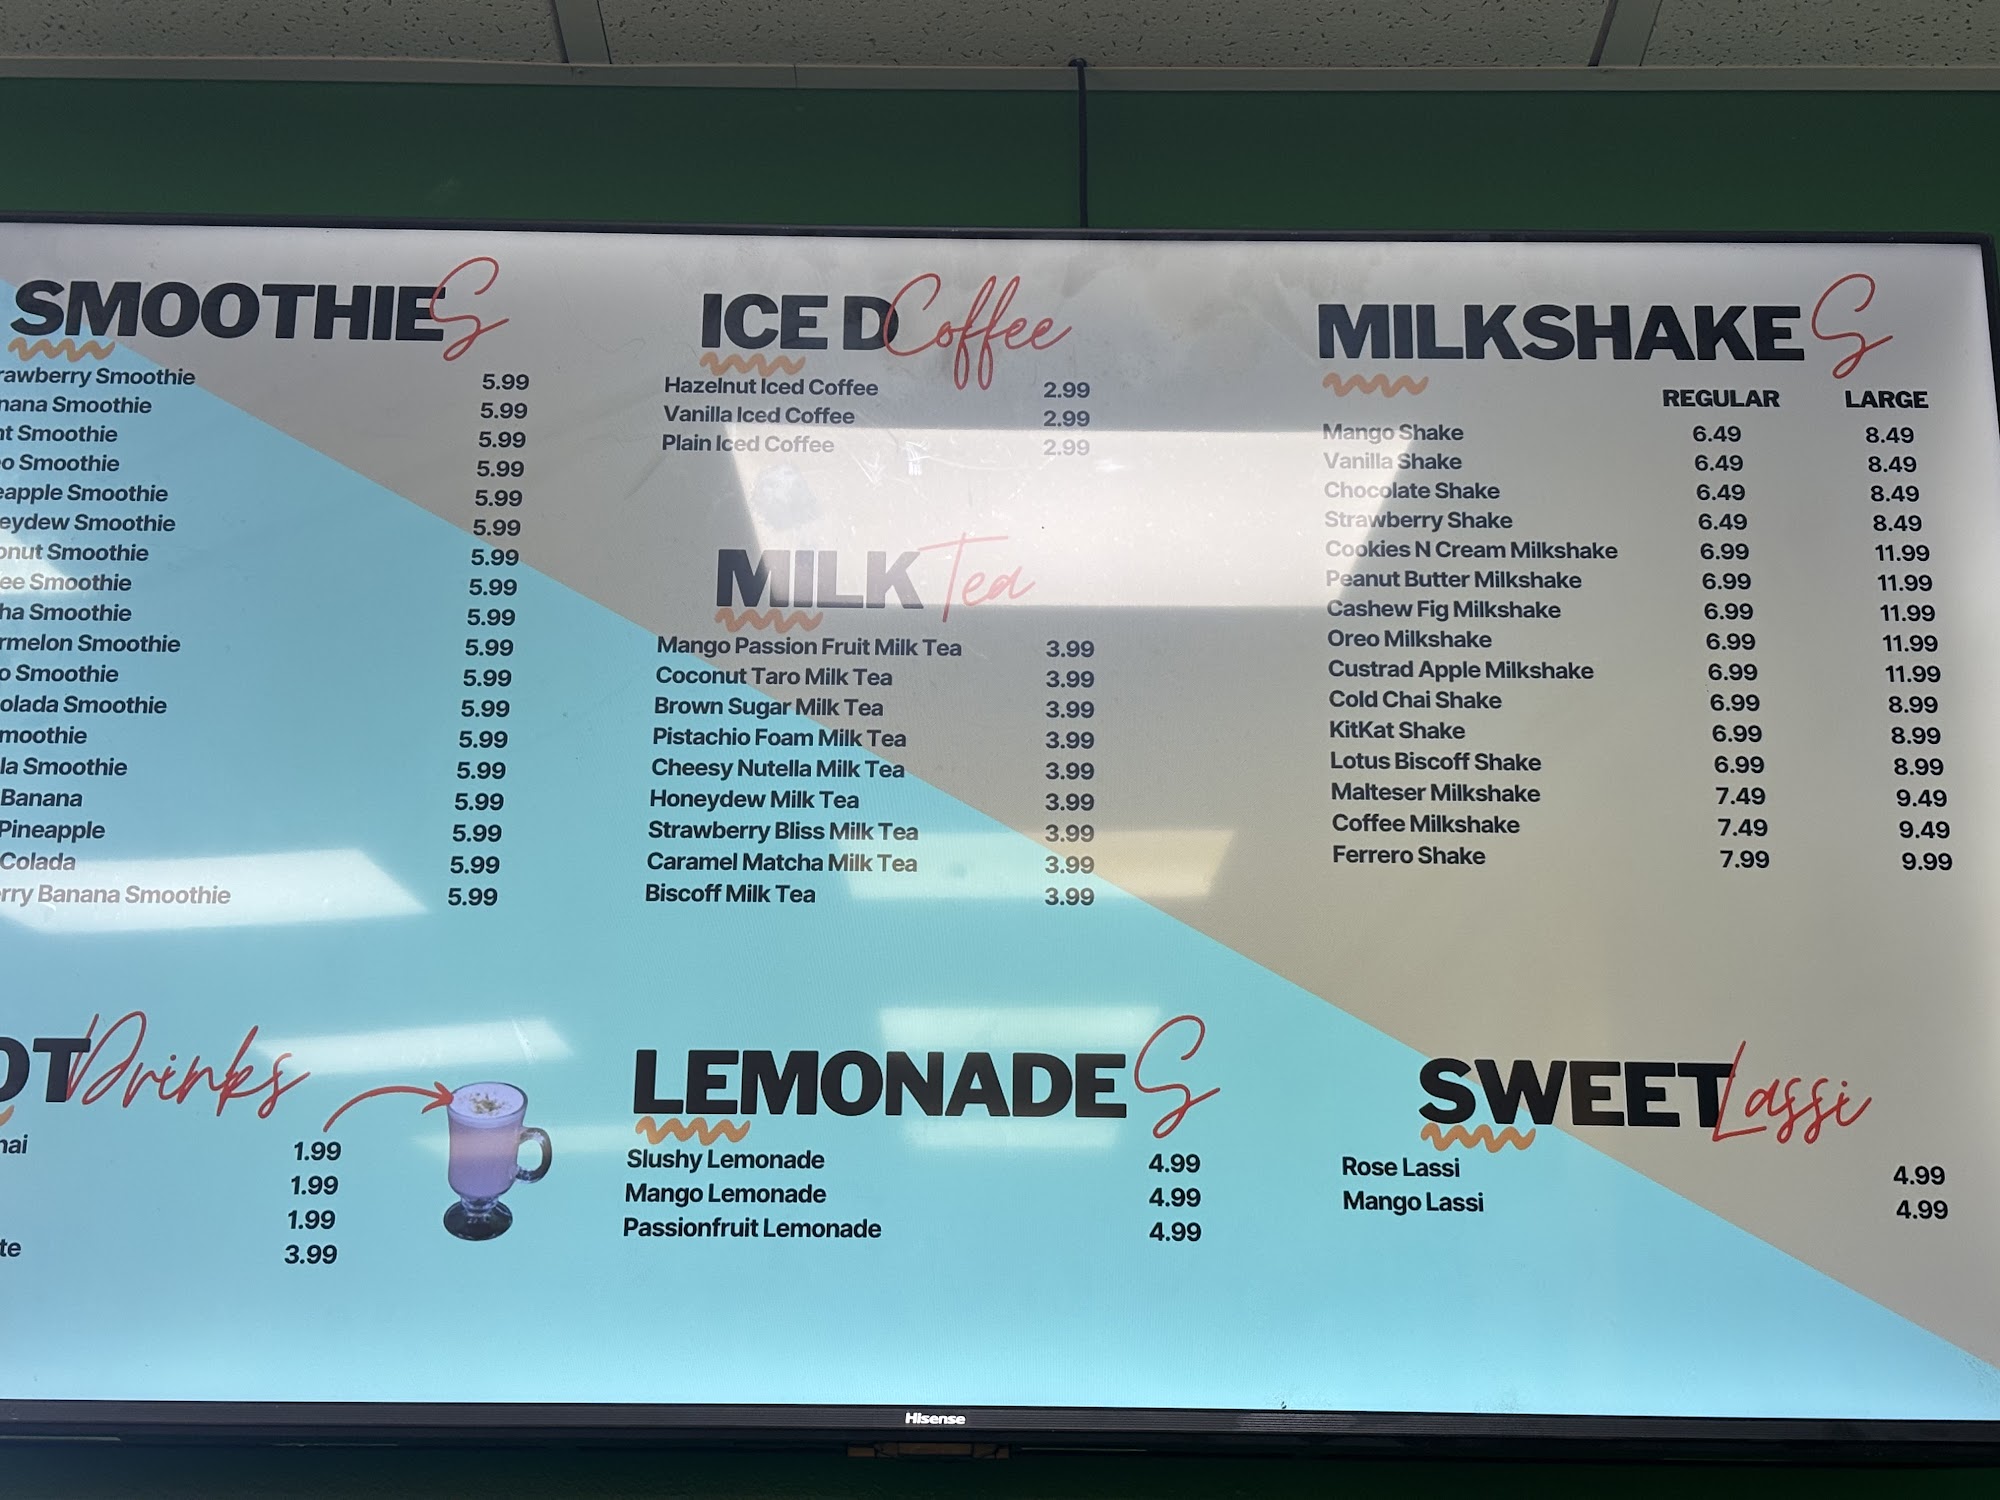 SMOOTHIES
rawberry Smoothie 5.99
nana Smoothie 5.99
nt Smoothie 5.99
o Smoothie 5.99
eapple Smoothie 5.99
eydew Smoothie 5.99
onut Smoothie 5.99
ee Smoothie 5.99
ha Smoothie 5.99
rmelon Smoothie 5.99
o Smoothie 5.99
olada Smoothie 5.99
moothie 5.99
la Smoothie 5.99
Banana 5.99
Pineapple 5.99
Colada 5.99
rry Banana Smoothie 5.99
ICED Coffee
Hazelnut Iced Coffee 2.99
Vanilla Iced Coffee 2.99
Plain Iced Coffee 2.99
MILK Tea
Mango Passion Fruit Milk Tea 3.99
Coconut Taro Milk Tea 3.99
Brown Sugar Milk Tea 3.99
Pistachio Foam Milk Tea 3.99
Cheesy Nutella Milk Tea 3.99
Honeydew Milk Tea 3.99
Strawberry Bliss Milk Tea 3.99
Caramel Matcha Milk Tea 3.99
Biscoff Milk Tea 3.99
MILKSHAKES
REGULAR LARGE
Mango Shake 6.49 8.49
Vanilla Shake 6.49 8.49
Chocolate Shake 6.49 8.49
Strawberry Shake 6.49 8.49
Cookies N Cream Milkshake 6.99 11.99
Peanut Butter Milkshake 6.99 11.99
Cashew Fig Milkshake 6.99 11.99
Oreo Milkshake 6.99 11.99
Custrad Apple Milkshake 6.99 11.99
Cold Chai Shake 6.99 8.99
KitKat Shake 6.99 8.99
Lotus Biscoff Shake 6.99 8.99
Malteser Milkshake 7.49 9.49
Coffee Milkshake 7.49 9.49
Ferrero Shake 7.99 9.99
OT Drinks
hai 1.99
1.99
1.99
te 3.99
LEMONADES
Slushy Lemonade 4.99
Mango Lemonade 4.99
Passionfruit Lemonade 4.99
SWEET Lassi
Rose Lassi 4.99
Mango Lassi 4.99
Hisense